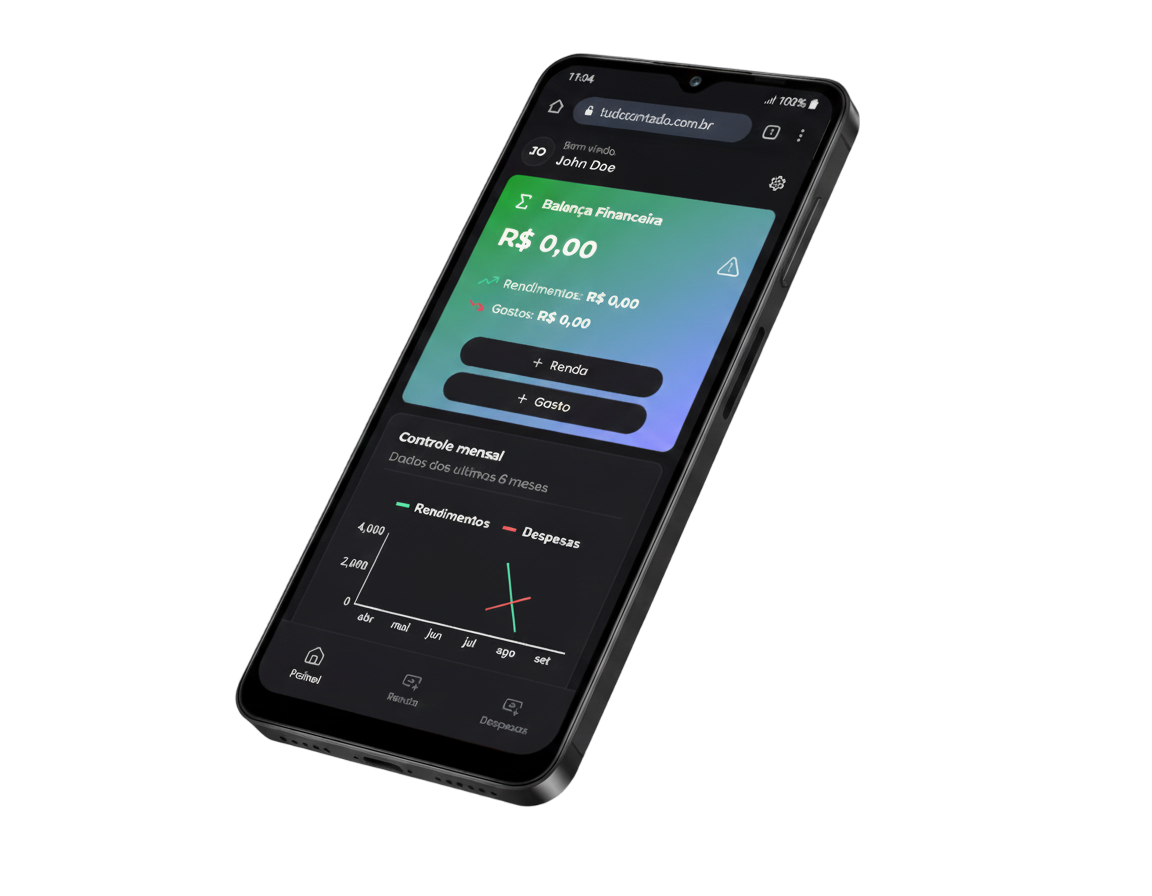 11:04
100%
tudccontado.com.br
Bem vindo,
JO
John Doe
Σ Balança Financeira
R$ 0,00
Rendimentos: R$ 0,00
Gastos: R$ 0,00
+ Renda
+ Gasto
Controle mensal
Dados dos ultimos 6 meses
Rendimentos Despesas
4,000
2,000
0
abr mai jun jul ago set
Painel
Renda
Despesas